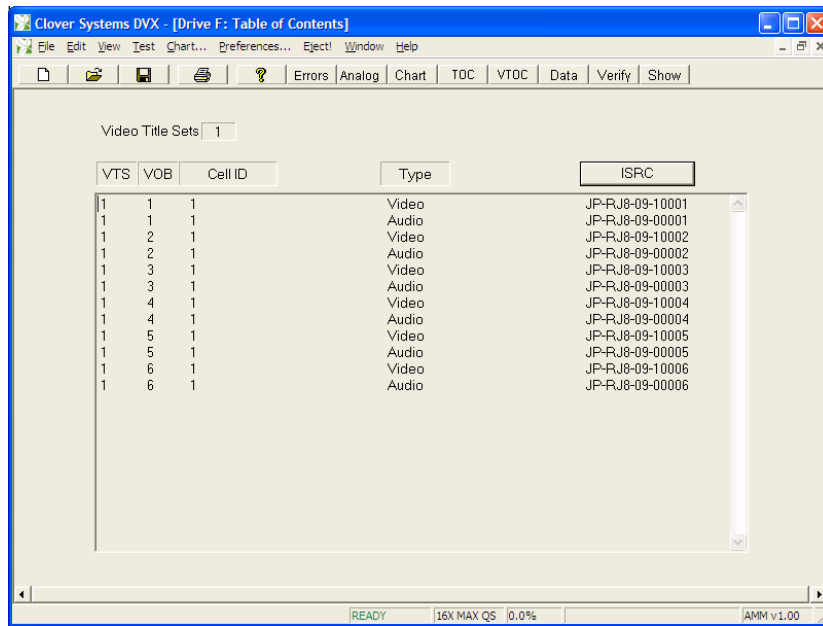 Clover Systems DVX - [Drive F: Table of Contents]
File Edit View Test Chart... Preferences... Eject! Window Help
? Errors Analog Chart TOC VTOC Data Verify Show
Video Title Sets 1
VTS VOB Cell ID Type ISRC
1 1 1 Video JP-RJ8-09-10001
1 1 1 Audio JP-RJ8-09-00001
1 2 1 Video JP-RJ8-09-10002
1 2 1 Audio JP-RJ8-09-00002
1 3 1 Video JP-RJ8-09-10003
1 3 1 Audio JP-RJ8-09-00003
1 4 1 Video JP-RJ8-09-10004
1 4 1 Audio JP-RJ8-09-00004
1 5 1 Video JP-RJ8-09-10005
1 5 1 Audio JP-RJ8-09-00005
1 6 1 Video JP-RJ8-09-10006
1 6 1 Audio JP-RJ8-09-00006
READY 16X MAX QS 0.0% AMM v1.00